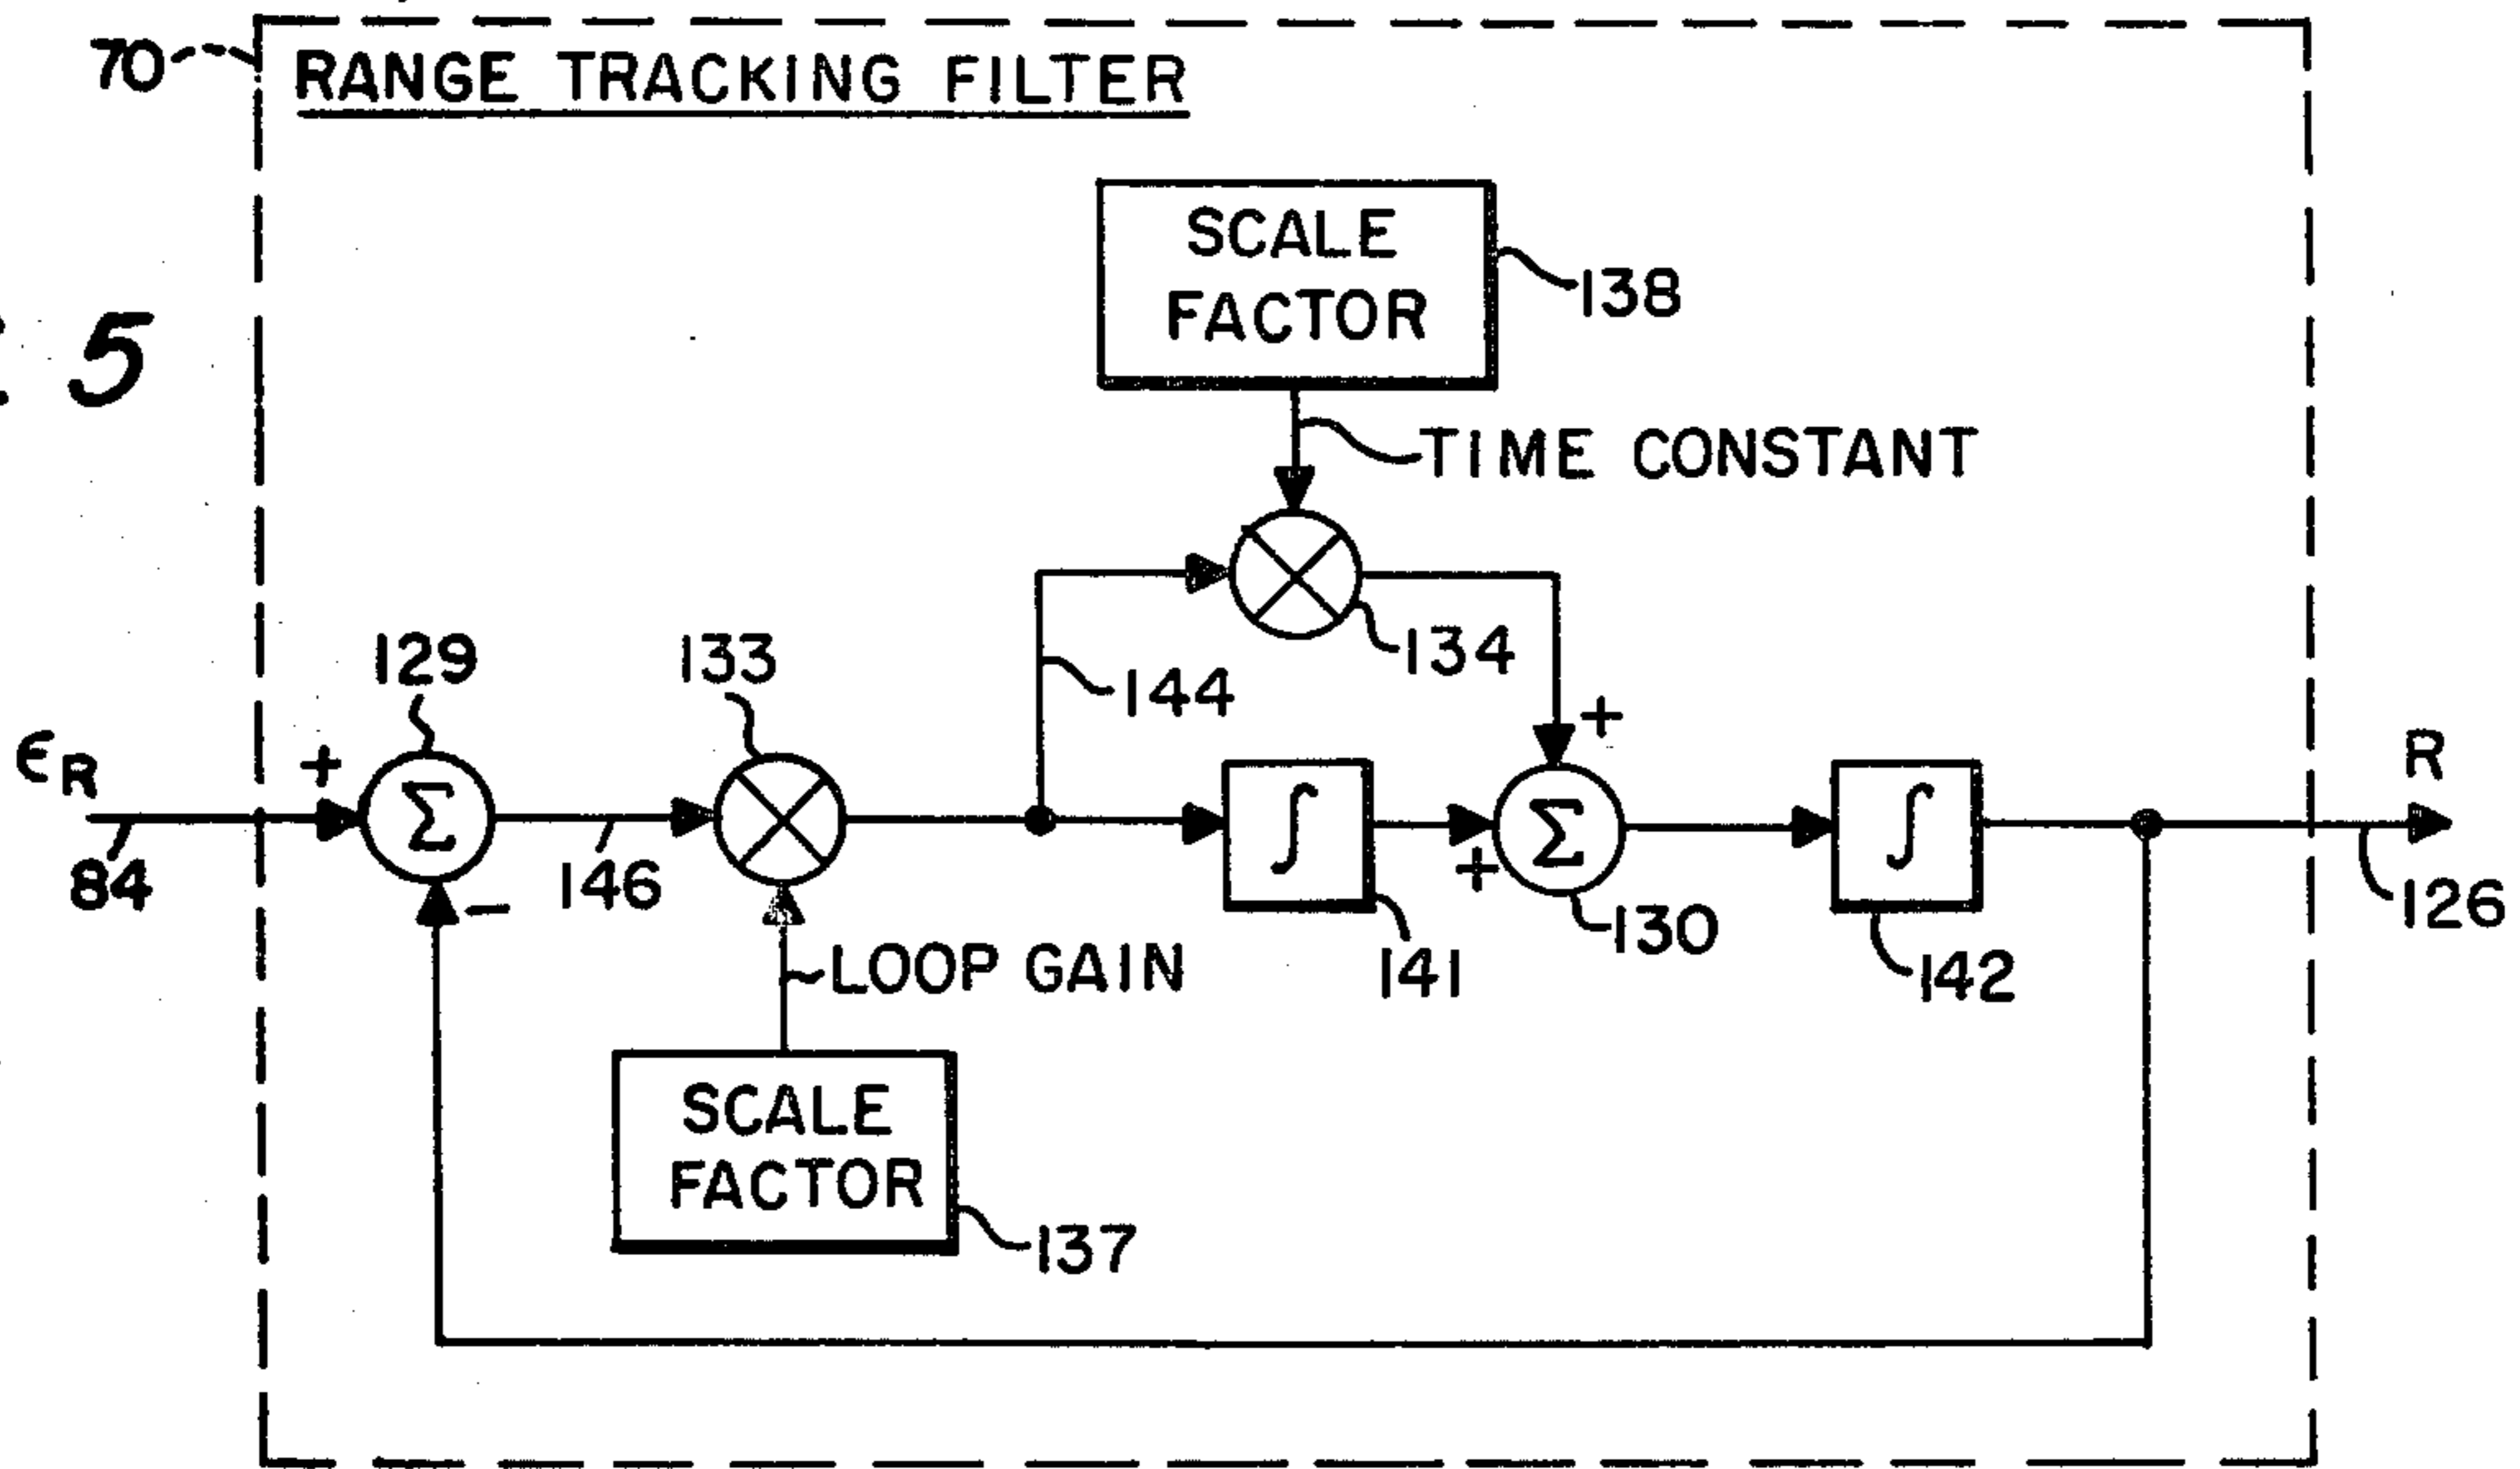 70
RANGE TRACKING FILTER
SCALE
FACTOR
138
5
TIME CONSTANT
134
129
133
144
+
ϵR
+
Σ
∫
Σ
∫
R
84
146
+
−
130
126
LOOP GAIN
141
142
SCALE
FACTOR
137